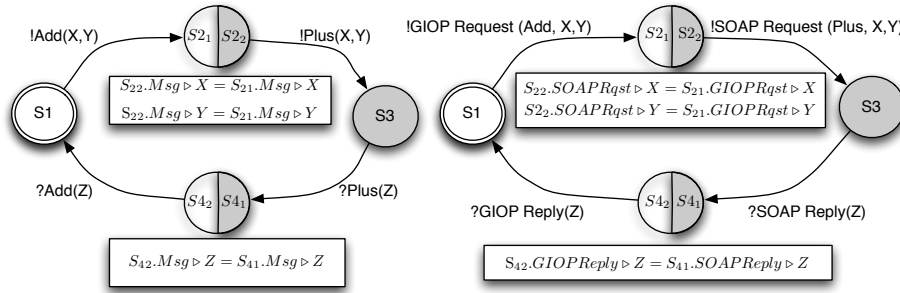 !Add(X,Y)
S2₁ S2₂
!Plus(X,Y)
S₂₂.Msg ▷ X = S₂₁.Msg ▷ X
S₂₂.Msg ▷ Y = S₂₁.Msg ▷ Y
S1
S3
?Add(Z)
S4₂ S4₁
?Plus(Z)
S₄₂.Msg ▷ Z = S₄₁.Msg ▷ Z
!GIOP Request (Add, X,Y)
S2₁ S2₂
!SOAP Request (Plus, X,Y)
S₂₂.SOAPRqst ▷ X = S₂₁.GIOPRqst ▷ X
S2₂.SOAPRqst ▷ Y = S₂₁.GIOPRqst ▷ Y
S1
S3
?GIOP Reply(Z)
S4₂ S4₁
?SOAP Reply(Z)
S₄₂.GIOPReply ▷ Z = S₄₁.SOAPReply ▷ Z